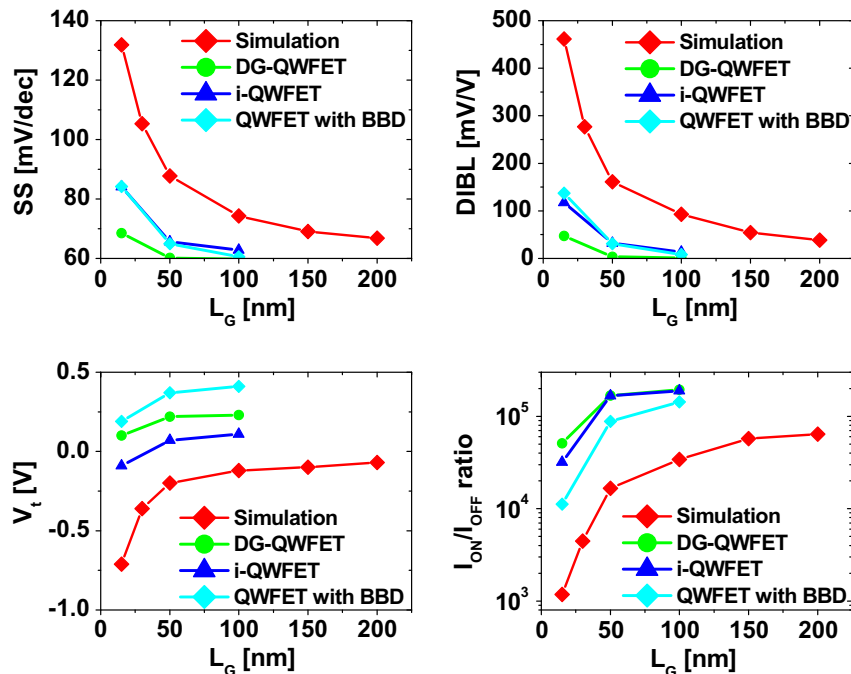 SS [mV/dec]
140
120
100
80
60
0
50
100
150
200
L_G [nm]
Simulation
DG-QWFET
i-QWFET
QWFET with BBD
DIBL [mV/V]
500
400
300
200
100
0
0
50
100
150
200
L_G [nm]
Simulation
DG-QWFET
i-QWFET
QWFET with BBD
V_t [V]
0.5
0.0
-0.5
-1.0
0
50
100
150
200
L_G [nm]
Simulation
DG-QWFET
i-QWFET
QWFET with BBD
I_ON/I_OFF ratio
10^5
10^4
10^3
0
50
100
150
200
L_G [nm]
Simulation
DG-QWFET
i-QWFET
QWFET with BBD